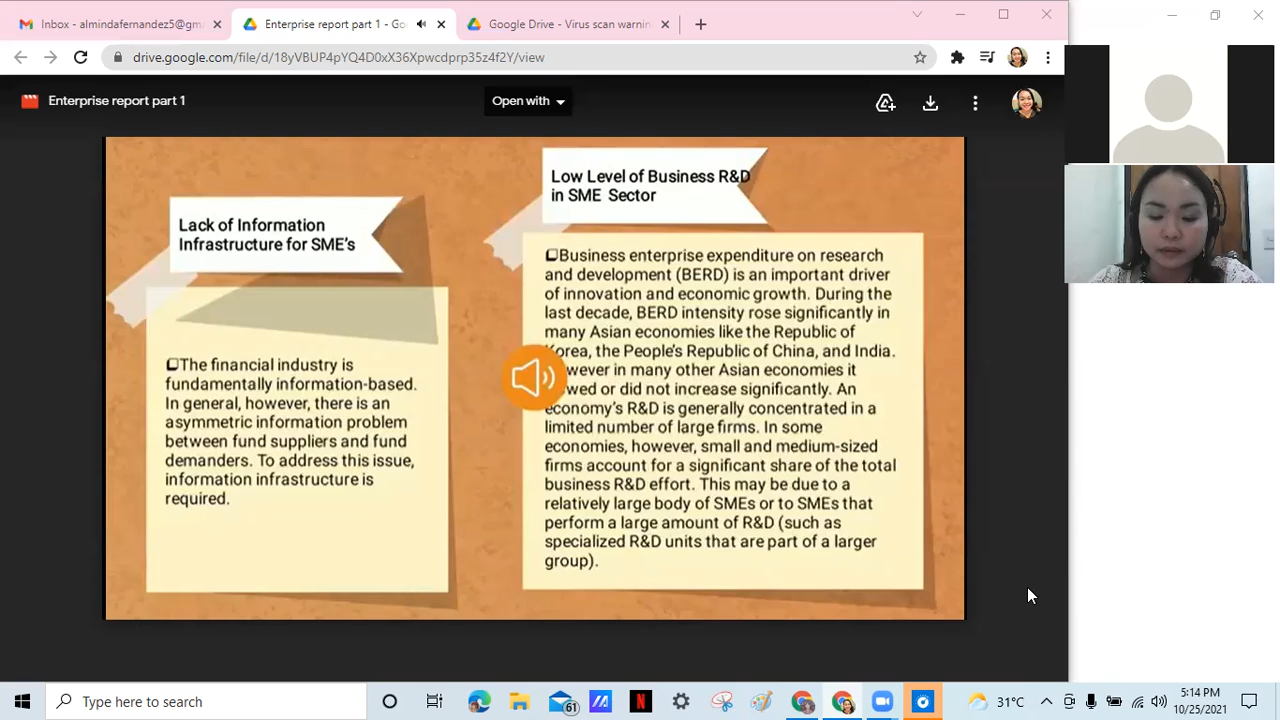 Inbox - almindafernandez5@gm
Enterprise report part 1 - Go
Google Drive - Virus scan warnin
drive.google.com/file/d/18yVBUP4pYQ4D0xX36Xpwcdprp35z4f2Y/view
Enterprise report part 1
Open with
Lack of Information
Infrastructure for SME's
The financial industry is
fundamentally information-based.
In general, however, there is an
asymmetric information problem
between fund suppliers and fund
demanders. To address this issue,
information infrastructure is
required.
Low Level of Business R&D
in SME Sector
Business enterprise expenditure on research
and development (BERD) is an important driver
of innovation and economic growth. During the
last decade, BERD intensity rose significantly in
many Asian economies like the Republic of
Korea, the People's Republic of China, and India.
However in many other Asian economies it
or did not increase significantly. An
economy's R&D is generally concentrated in a
limited number of large firms. In some
economies, however, small and medium-sized
firms account for a significant share of the total
business R&D effort. This may be due to a
relatively large body of SMEs or to SMEs that
perform a large amount of R&D (such as
specialized R&D units that are part of a larger
group).
Type here to search
61
N
31°C
5:14 PM
10/25/2021